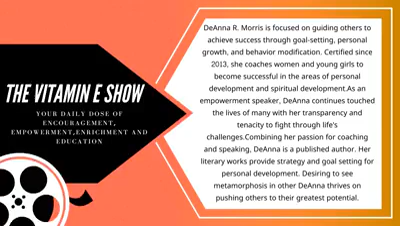 THE VITAMIN E SHOW
YOUR DAILY DOSE OF
ENCOURAGEMENT,
EMPOWERMENT,ENRICHMENT AND
EDUCATION
DeAnna R. Morris is focused on guiding others to
achieve success through goal-setting, personal
growth, and behavior modification. Certified since
2013, she coaches women and young girls to
become successful in the areas of personal
development and spiritual development.As an
empowerment speaker, DeAnna continues touched
the lives of many with her transparency and
tenacity to fight through life's
challenges.Combining her passion for coaching
and speaking, DeAnna is a published author. Her
literary works provide strategy and goal setting for
personal development. Desiring to see
metamorphosis in other DeAnna thrives on
pushing others to their greatest potential.